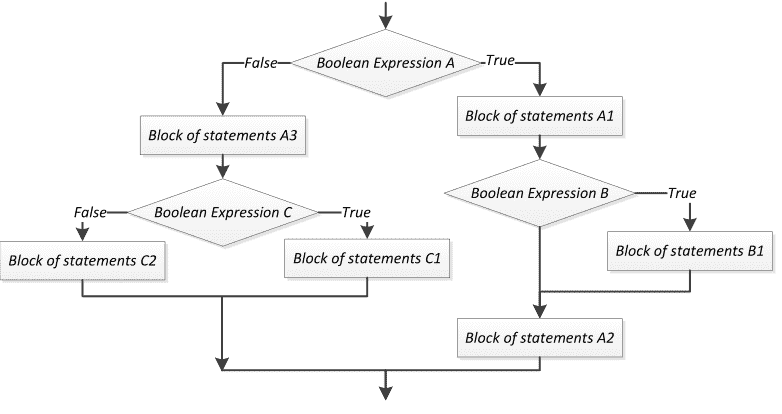 Boolean Expression A
False
True
Block of statements A3
Block of statements A1
Boolean Expression C
False
True
Boolean Expression B
True
Block of statements C2
Block of statements C1
Block of statements B1
Block of statements A2